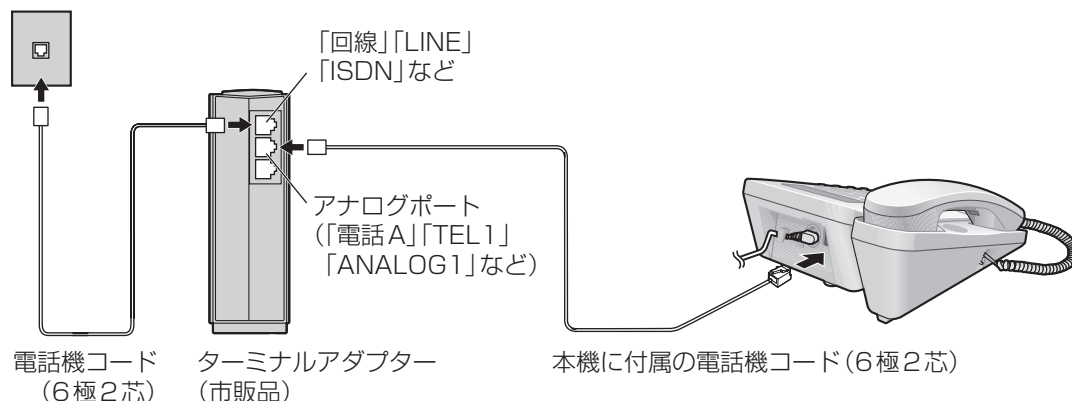 「回線」「LINE」
「ISDN」など
アナログポート
(「電話A」「TEL1」
「ANALOG1」など)
電話機コード
(6極2芯)
ターミナルアダプター
(市販品)
本機に付属の電話機コード(6極2芯)